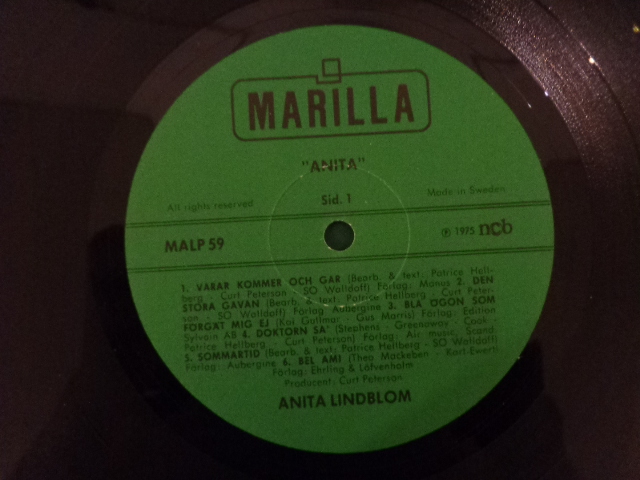 MARILLA
"ANITA"
All rights reserved Sid. 1 Made in Sweden
MALP 59 ℗ 1975 ncb
1. VÅRAR KOMMER OCH GÅR (Bearb. & text: Patrice Hell-
berg - Curt Peterson - SO Walldoff) Förlag: Manus 2. DEN
STORA GÅVAN (Bearb. & text: Patrice Hellberg - Curt Peter-
son - SO Walldoff) Förlag: Aubergine 3. BLÅ ÖGON SOM
FÖRGÄT MIG EJ (Kai Gullmar - Gus Morris) Förlag: Edition
Sylvain AB 4. DOKTORN SA' (Stephens - Greenaway - Cook -
Patrice Hellberg - Curt Peterson) Förlag: Air music, Scand.
5. SOMMARTID (Bearb. & text: Patrice Hellberg - SO Walldoff)
Förlag: Aubergine 6. BEL AMI (Theo Mackeben - Karl-Ewert)
Förlag: Ehrling & Löfvenholm
Producent: Curt Peterson
ANITA LINDBLOM